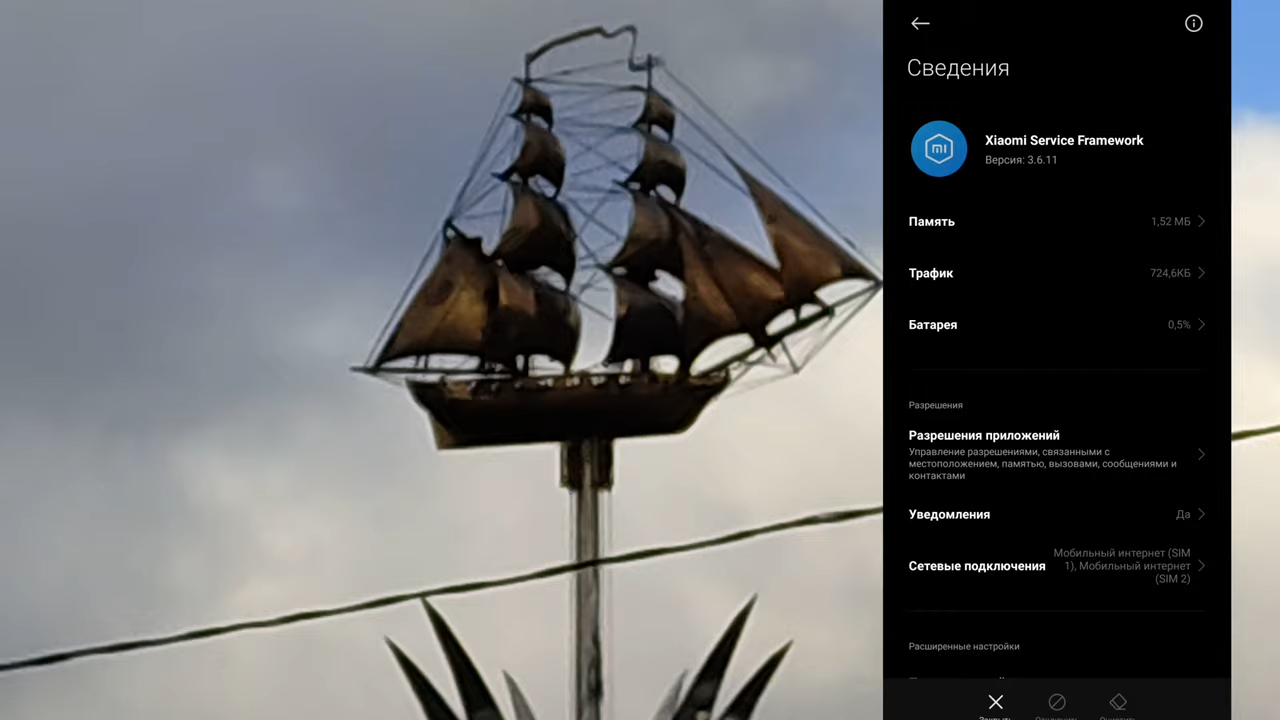 Сведения
Xiaomi Service Framework
Версия: 3.6.11
Память
1,52 МБ
Трафик
724,6КБ
Батарея
0,5%
Разрешения
Разрешения приложений
Управление разрешениями, связанными с
местоположением, памятью, вызовами, сообщениями и
контактами
Уведомления
Да
Сетевые подключения
Мобильный интернет (SIM
1), Мобильный интернет
(SIM 2)
Расширенные настройки